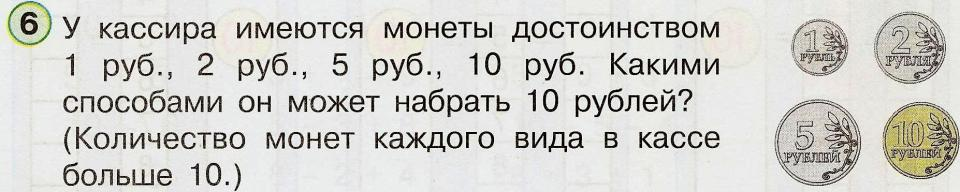 6 У кассира имеются монеты достоинством
1 руб., 2 руб., 5 руб., 10 руб. Какими
способами он может набрать 10 рублей?
(Количество монет каждого вида в кассе
больше 10.)
1
РУБЛЬ
2
РУБЛЯ
5
РУБЛЕЙ
10
РУБЛЕЙ